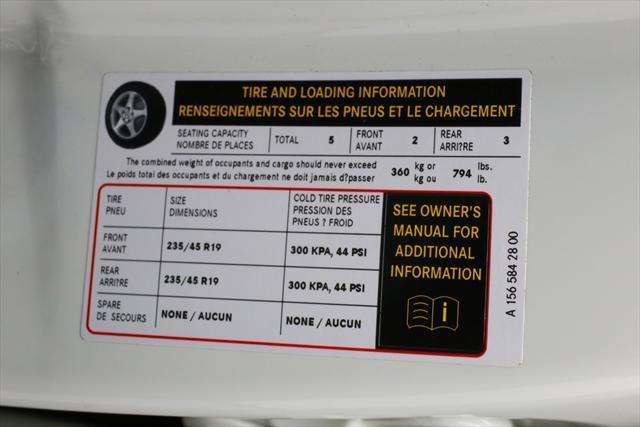 TIRE AND LOADING INFORMATION
RENSEIGNEMENTS SUR LES PNEUS ET LE CHARGEMENT
SEATING CAPACITY
NOMBRE DE PLACES
TOTAL 5
FRONT
AVANT
2
REAR
ARRI?RE
3
The combined weight of occupants and cargo should never exceed
Le poids total des occupants et du chargement ne doit jamais d?passer
360
kg or
kg ou
794
lbs.
lb.
TIRE
PNEU
SIZE
DIMENSIONS
COLD TIRE PRESSURE
PRESSION DES
PNEUS ? FROID
FRONT
AVANT
235/45 R19
300 KPA, 44 PSI
REAR
ARRI?RE
235/45 R19
300 KPA, 44 PSI
SPARE
DE SECOURS
NONE / AUCUN
NONE / AUCUN
SEE OWNER'S
MANUAL FOR
ADDITIONAL
INFORMATION
i
A 156 584 28 00